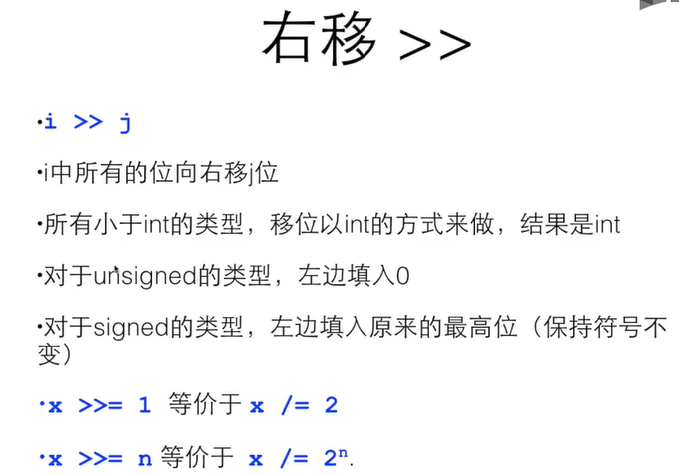 右移 >>
•i >> j
•i中所有的位向右移j位
•所有小于int的类型，移位以int的方式来做，结果是int
•对于unsigned的类型，左边填入0
•对于signed的类型，左边填入原来的最高位（保持符号不
变）
•x >>= 1 等价于 x /= 2
•x >>= n 等价于 x /= 2ⁿ.